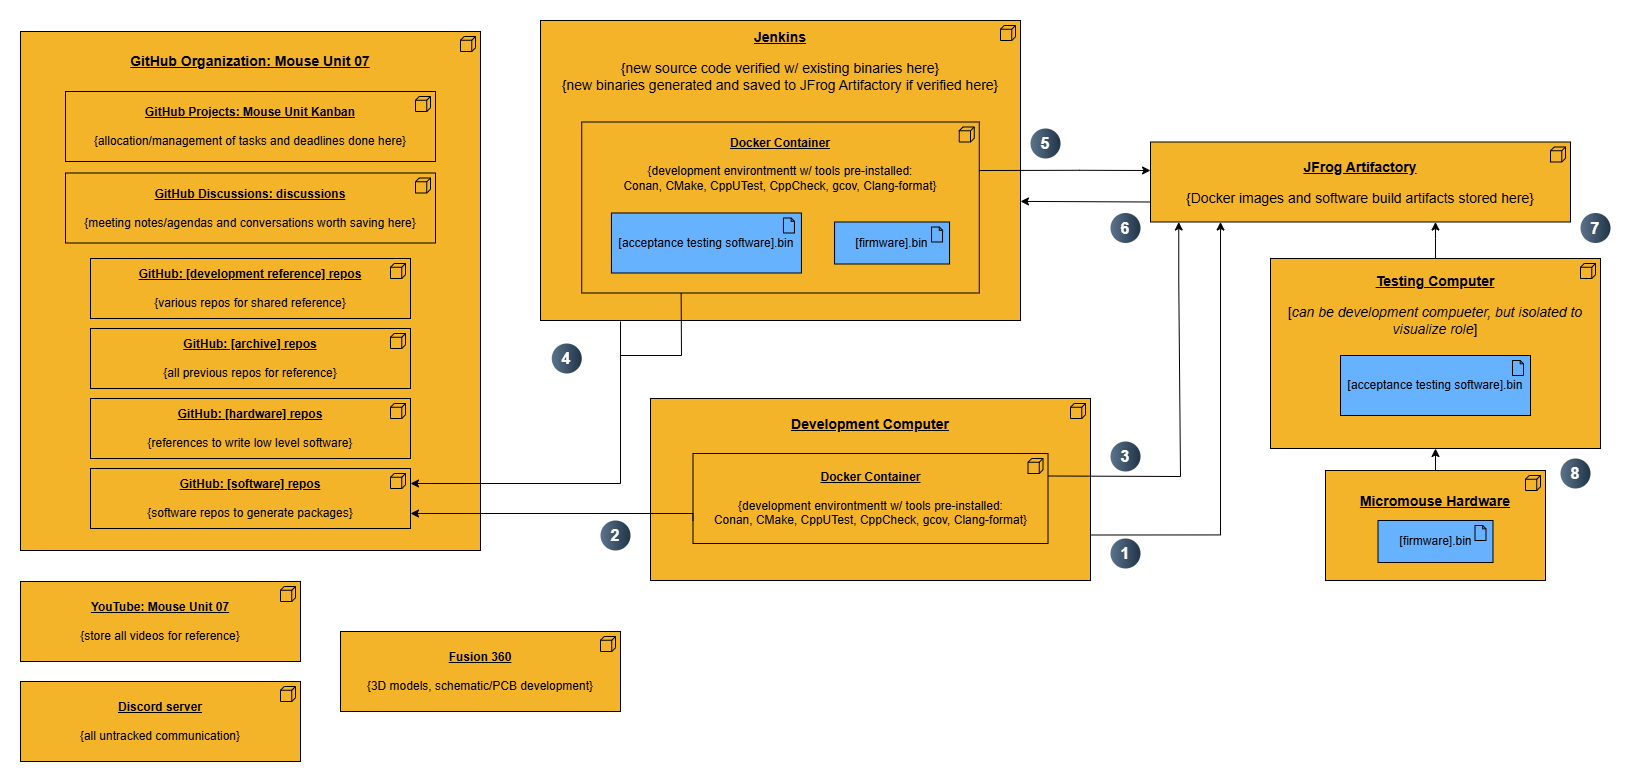 GitHub Organization: Mouse Unit 07
GitHub Projects: Mouse Unit Kanban
{allocation/management of tasks and deadlines done here}
GitHub Discussions: discussions
{meeting notes/agendas and conversations worth saving here}
GitHub: [development reference] repos
{various repos for shared reference}
GitHub: [archive] repos
{all previous repos for reference}
GitHub: [hardware] repos
{references to write low level software}
GitHub: [software] repos
{software repos to generate packages}
Jenkins
{new source code verified w/ existing binaries here}
{new binaries generated and saved to JFrog Artifactory if verified here}
Docker Container
{development environtmentt w/ tools pre-installed:
Conan, CMake, CppUTest, CppCheck, gcov, Clang-format}
[acceptance testing software].bin
[firmware].bin
5
6
4
JFrog Artifactory
{Docker images and software build artifacts stored here}
7
Testing Computer
[can be development compueter, but isolated to
visualize role]
[acceptance testing software].bin
8
Micromouse Hardware
[firmware].bin
Development Computer
Docker Container
{development environtmentt w/ tools pre-installed:
Conan, CMake, CppUTest, CppCheck, gcov, Clang-format}
3
2
1
YouTube: Mouse Unit 07
{store all videos for reference}
Discord server
{all untracked communication}
Fusion 360
{3D models, schematic/PCB development}